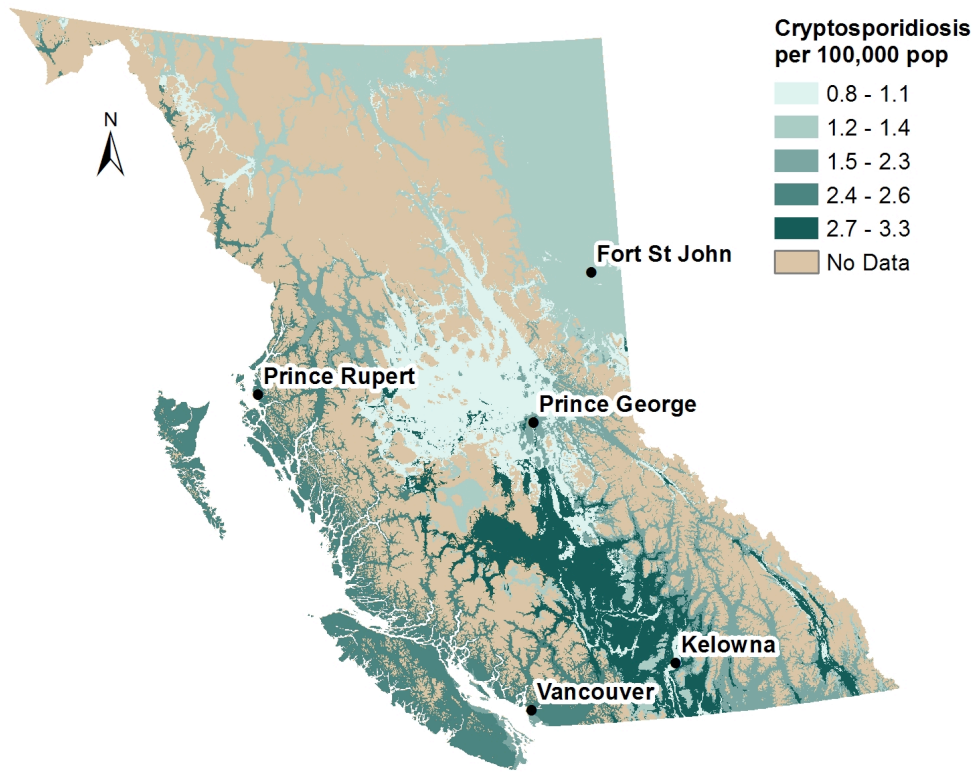 Cryptosporidiosis
per 100,000 pop
0.8 - 1.1
1.2 - 1.4
1.5 - 2.3
2.4 - 2.6
2.7 - 3.3
No Data
N
Fort St John
Prince Rupert
Prince George
Kelowna
Vancouver